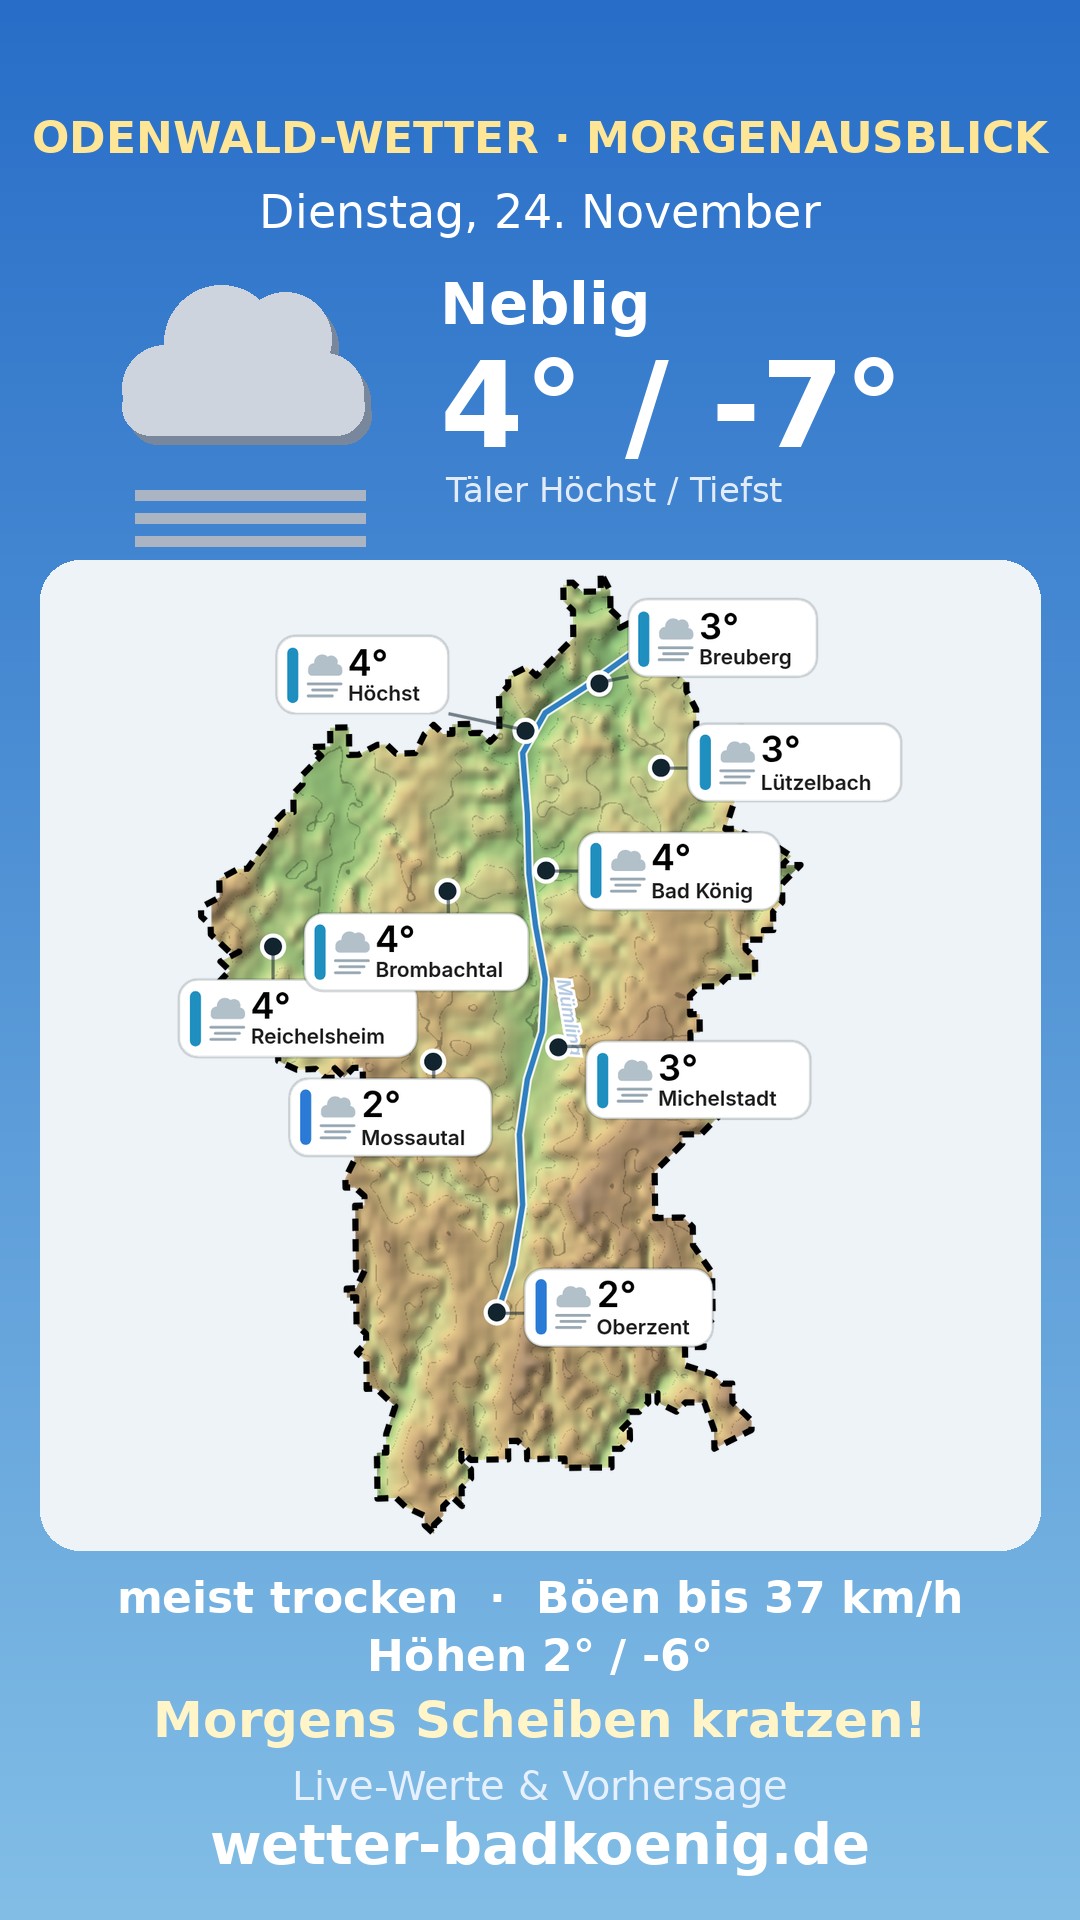 ODENWALD-WETTER · MORGENAUSBLICK
Dienstag, 24. November
Neblig
4° / -7°
Täler Höchst / Tiefst
3°
Breuberg
4°
Höchst
3°
Lützelbach
4°
Bad König
4°
Brombachtal
4°
Reichelsheim
Mümling
3°
Michelstadt
2°
Mossautal
2°
Oberzent
meist trocken · Böen bis 37 km/h
Höhen 2° / -6°
Morgens Scheiben kratzen!
Live-Werte & Vorhersage
wetter-badkoenig.de